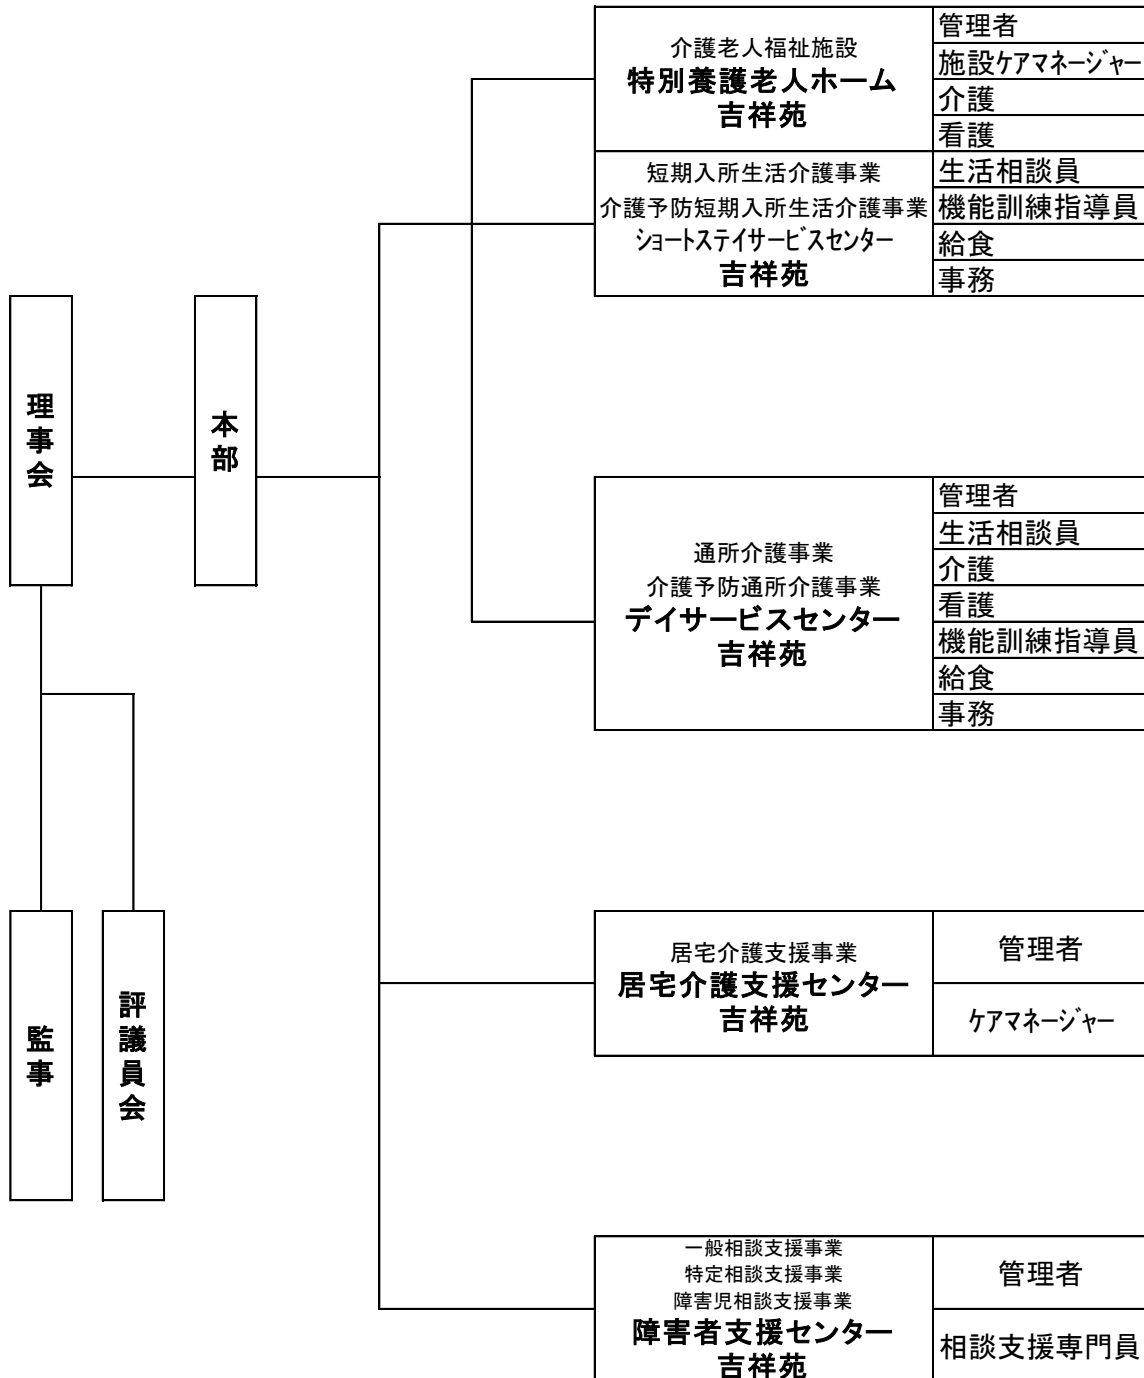 理事会
本部
監事
評議員会
介護老人福祉施設
特別養護老人ホーム
吉祥苑
短期入所生活介護事業
介護予防短期入所生活介護事業
ショートステイサービスセンター
吉祥苑
管理者
施設ケアマネージャー
介護
看護
生活相談員
機能訓練指導員
給食
事務
通所介護事業
介護予防通所介護事業
デイサービスセンター
吉祥苑
管理者
生活相談員
介護
看護
機能訓練指導員
給食
事務
居宅介護支援事業
居宅介護支援センター
吉祥苑
管理者
ケアマネージャー
一般相談支援事業
特定相談支援事業
障害児相談支援事業
障害者支援センター
吉祥苑
管理者
相談支援専門員